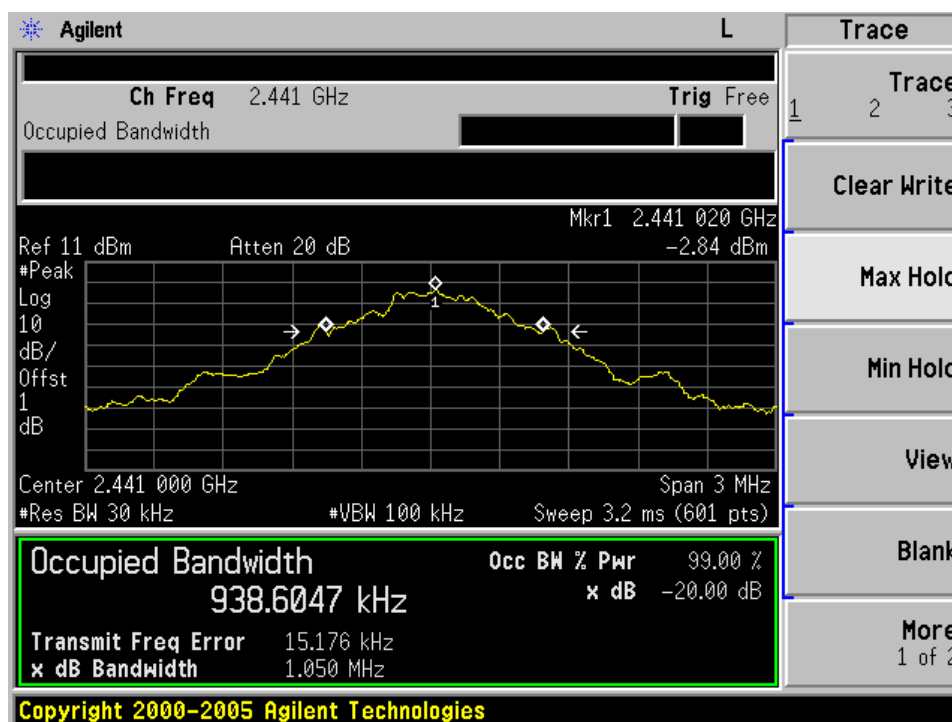 Agilent L Trace
Ch Freq 2.441 GHz Trig Free
Occupied Bandwidth
Trace
1 2 3
Clear Write
Mkr1 2.441 020 GHz
Ref 11 dBm Atten 20 dB -2.84 dBm
#Peak
Log
10
dB/
Offst
1
dB
1
Max Hold
Min Hold
View
Center 2.441 000 GHz Span 3 MHz
#Res BW 30 kHz #VBW 100 kHz Sweep 3.2 ms (601 pts)
Occupied Bandwidth
938.6047 kHz
Occ BW % Pwr 99.00 %
x dB -20.00 dB
Transmit Freq Error 15.176 kHz
x dB Bandwidth 1.050 MHz
Blank
More
1 of 2
Copyright 2000-2005 Agilent Technologies